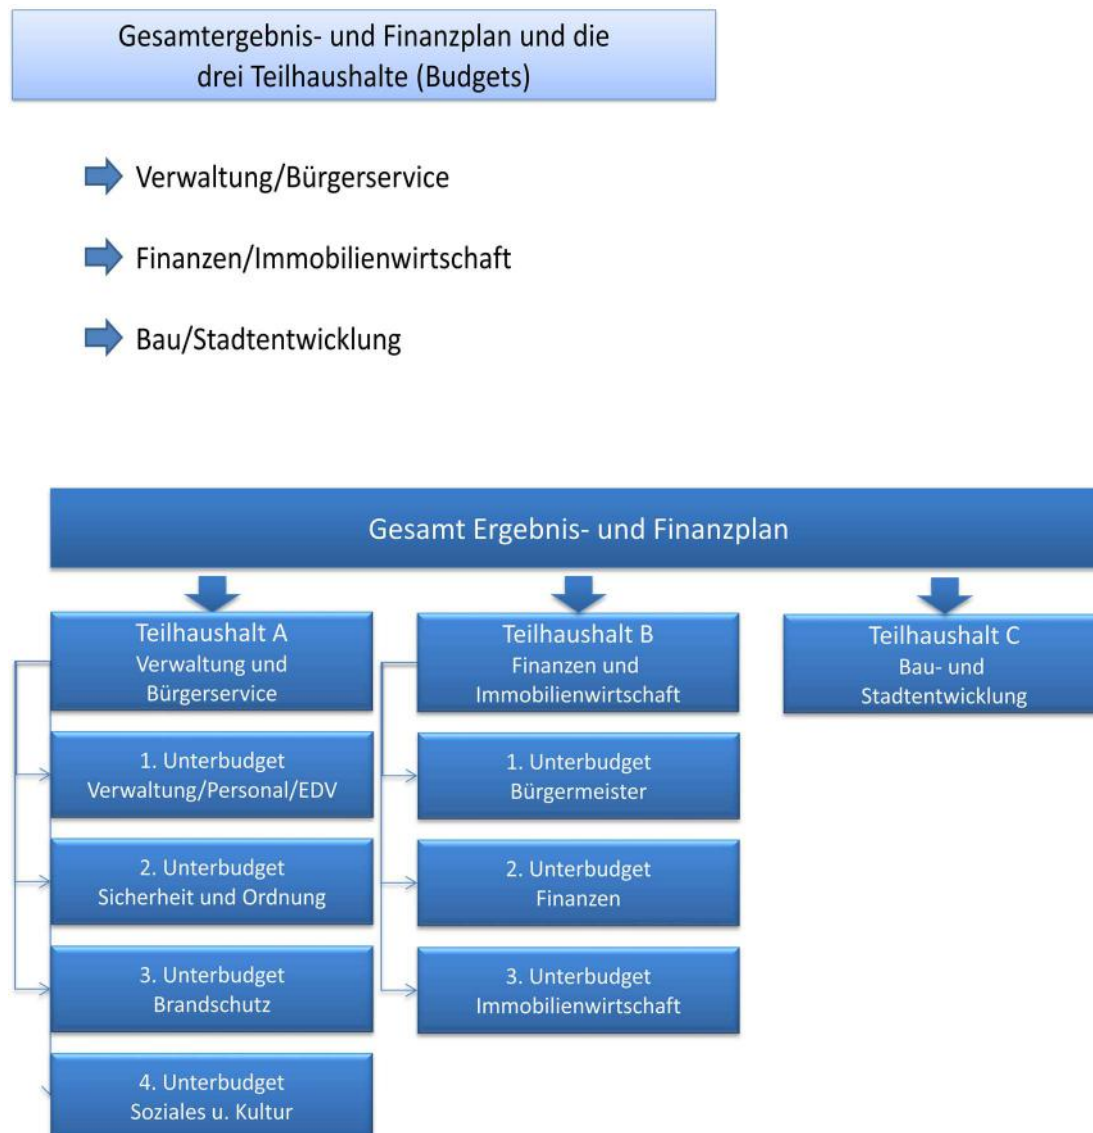 Gesamtergebnis- und Finanzplan und die
drei Teilhaushalte (Budgets)
Verwaltung/Bürgerservice
Finanzen/Immobilienwirtschaft
Bau/Stadtentwicklung
Gesamt Ergebnis- und Finanzplan
Teilhaushalt A
Verwaltung und
Bürgerservice
1. Unterbudget
Verwaltung/Personal/EDV
2. Unterbudget
Sicherheit und Ordnung
3. Unterbudget
Brandschutz
4. Unterbudget
Soziales u. Kultur
Teilhaushalt B
Finanzen und
Immobilienwirtschaft
1. Unterbudget
Bürgermeister
2. Unterbudget
Finanzen
3. Unterbudget
Immobilienwirtschaft
Teilhaushalt C
Bau- und
Stadtentwicklung